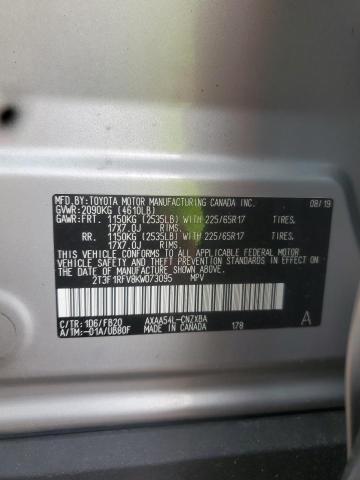 MFD.BY:TOYOTA MOTOR MANUFACTURING CANADA INC. 08/19
GVWR:2090KG (4610LB)
GAWR:FRT. 1150KG (2535LB) WITH 225/65R17 TIRES,
17X7.0J RIMS.
RR. 1150KG (2535LB) WITH 225/65R17 TIRES,
17X7.0J RIMS.
THIS VEHICLE CONFORMS TO ALL APPLICABLE FEDERAL MOTOR
VEHICLE SAFETY AND THEFT PREVENTION STANDARDS IN
EFFECT ON THE DATE OF MANUFACTURE SHOWN ABOVE.
2T3F1RFV8KW073095 MPV
C/TR: 1D6/FB20 AXAA54L-CNZXBA
A/TM:-01A/UB80F MADE IN CANADA 178 A